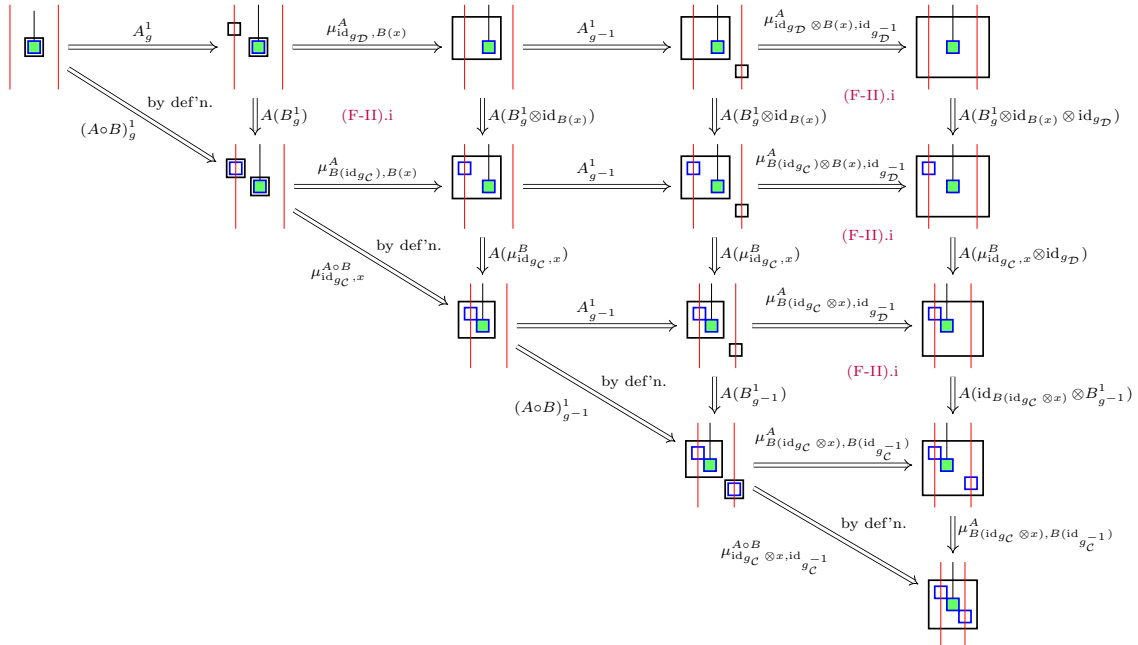 A^1_g
μ^A_{id_{g_𝒟}, B(x)}
A^1_{g−1}
μ^A_{id_{g_𝒟} ⊗B(x),id_{g_𝒟^{−1}}}
by def'n.
(A∘B)^1_g
A(B^1_g)
(F-II).i
A(B^1_g⊗id_{B(x)})
A(B^1_g⊗id_{B(x)})
(F-II).i
A(B^1_g⊗id_{B(x)} ⊗ id_{g_𝒟})
μ^A_{B(id_{g_𝒞}),B(x)}
A^1_{g−1}
μ^A_{B(id_{g_𝒞})⊗B(x),id_{g_𝒟^{−1}}}
by def'n.
μ^{A∘B}_{id_{g_𝒞},x}
A(μ^B_{id_{g_𝒞},x})
A(μ^B_{id_{g_𝒞},x})
(F-II).i
A(μ^B_{id_{g_𝒞},x}⊗id_{g_𝒟})
A^1_{g−1}
μ^A_{B(id_{g_𝒞} ⊗x),id_{g_𝒟^{−1}}}
by def'n.
(A∘B)^1_{g−1}
A(B^1_{g−1})
(F-II).i
A(id_{B(id_{g_𝒞} ⊗x)} ⊗B^1_{g−1})
μ^A_{B(id_{g_𝒞} ⊗x),B(id_{g_𝒞^{−1}})}
by def'n.
μ^{A∘B}_{id_{g_𝒞} ⊗x,id_{g_𝒞^{−1}}}
μ^A_{B(id_{g_𝒞} ⊗x),B(id_{g_𝒞^{−1}})}